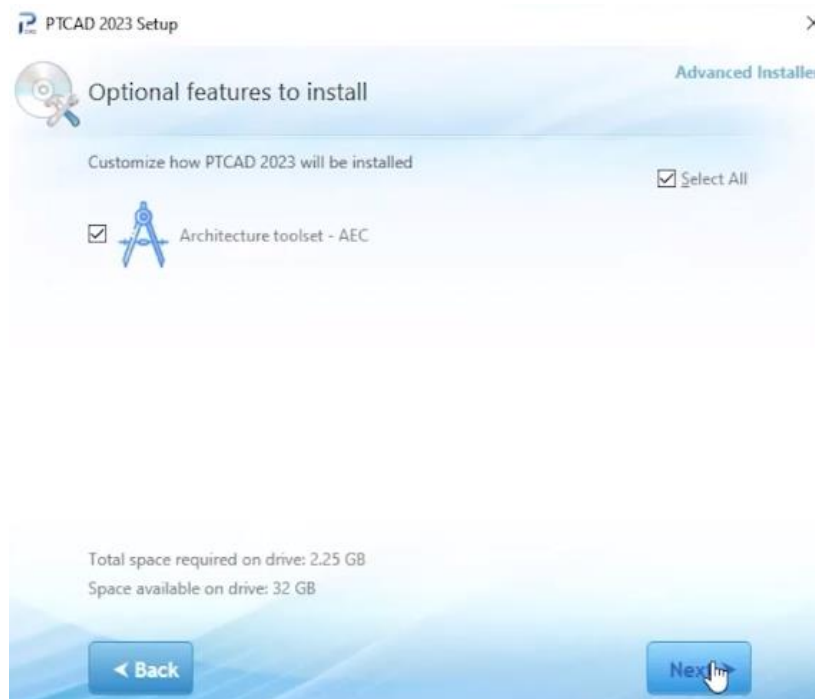 PTCAD 2023 Setup
Advanced Installer
Optional features to install
Customize how PTCAD 2023 will be installed
Select All
Architecture toolset - AEC
Total space required on drive: 2.25 GB
Space available on drive: 32 GB
Back
Next